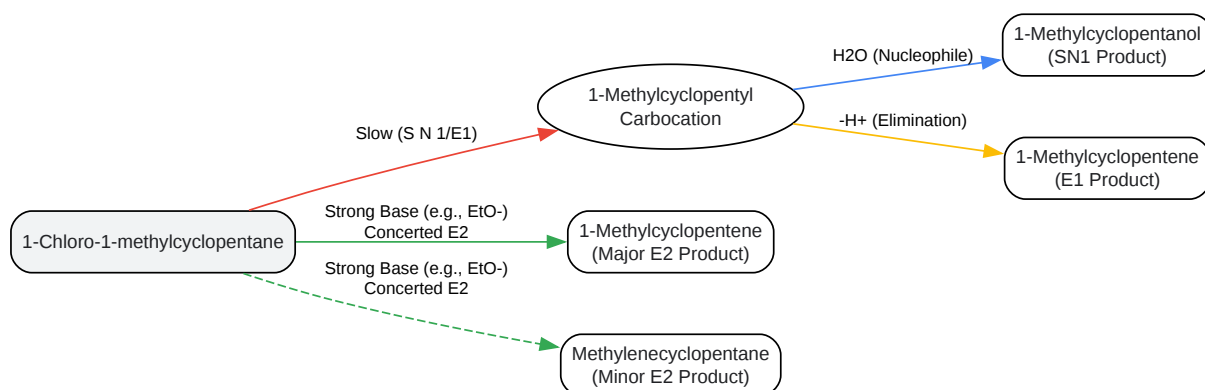 1-Methylcyclopentanol
(SN1 Product)
H2O (Nucleophile)
1-Methylcyclopentyl
Carbocation
Slow (S N 1/E1)
-H+ (Elimination)
1-Methylcyclopentene
(E1 Product)
1-Chloro-1-methylcyclopentane
Strong Base (e.g., EtO-)
Concerted E2
1-Methylcyclopentene
(Major E2 Product)
Strong Base (e.g., EtO-)
Concerted E2
Methylenecyclopentane
(Minor E2 Product)